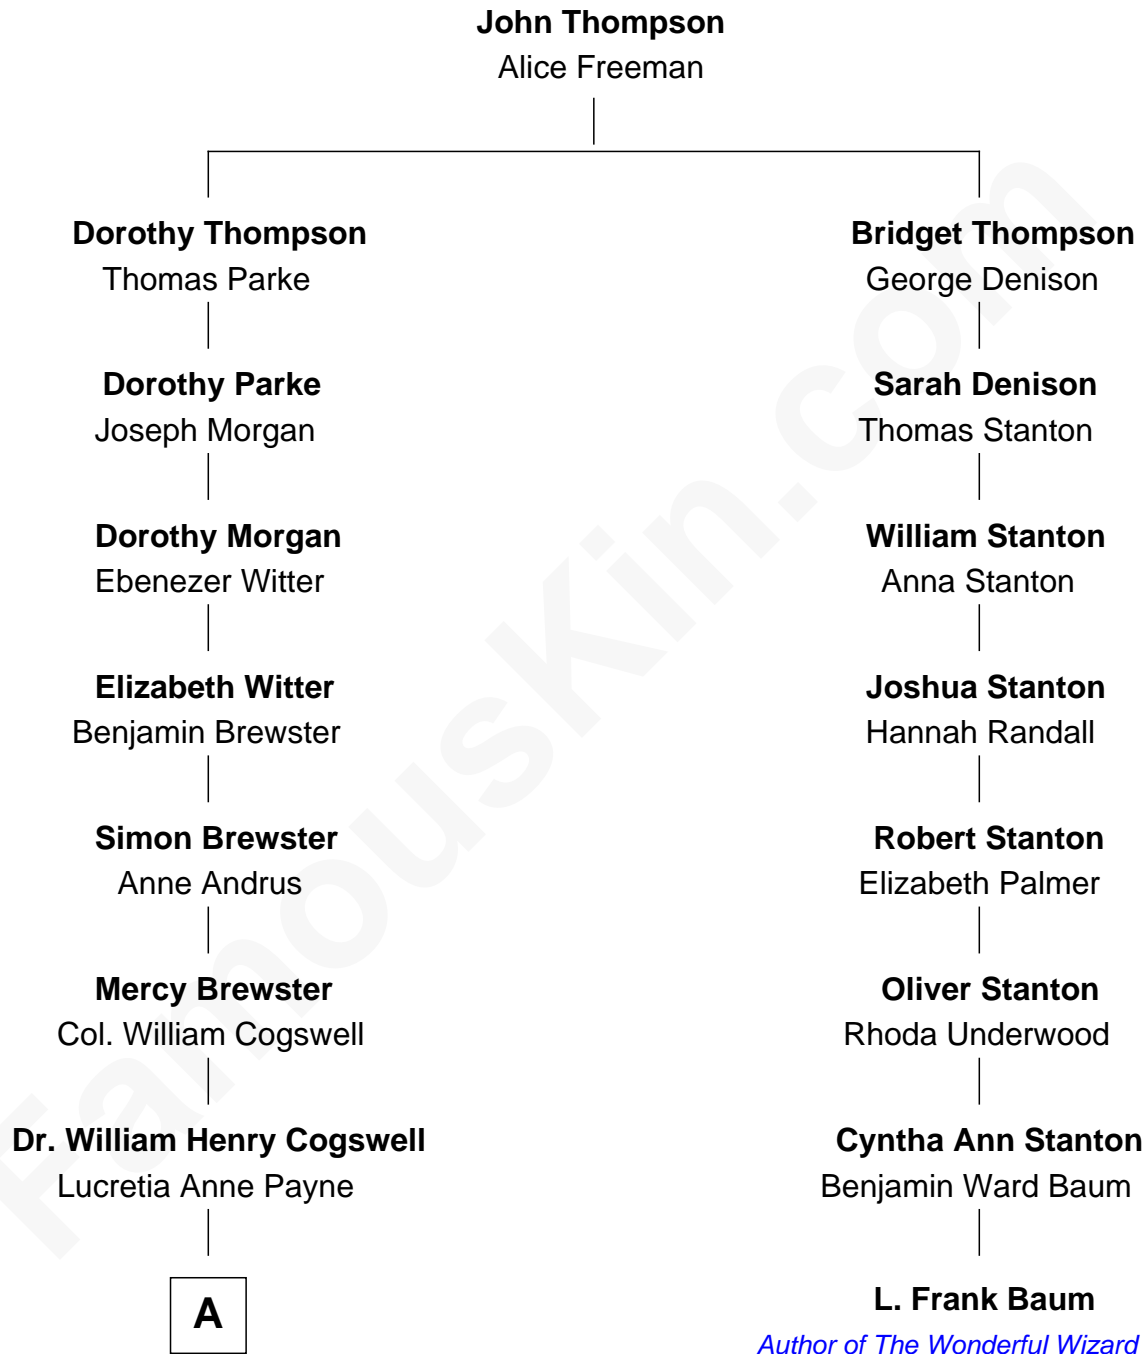 John Thompson
Alice Freeman
Dorothy Thompson
Thomas Parke
Bridget Thompson
George Denison
Dorothy Parke
Joseph Morgan
Sarah Denison
Thomas Stanton
Dorothy Morgan
Ebenezer Witter
William Stanton
Anna Stanton
Elizabeth Witter
Benjamin Brewster
Joshua Stanton
Hannah Randall
Simon Brewster
Anne Andrus
Robert Stanton
Elizabeth Palmer
Mercy Brewster
Col. William Cogswell
Oliver Stanton
Rhoda Underwood
Dr. William Henry Cogswell
Lucretia Anne Payne
Cyntha Ann Stanton
Benjamin Ward Baum
A
L. Frank Baum
Author of The Wonderful Wizard
FamousKin.com